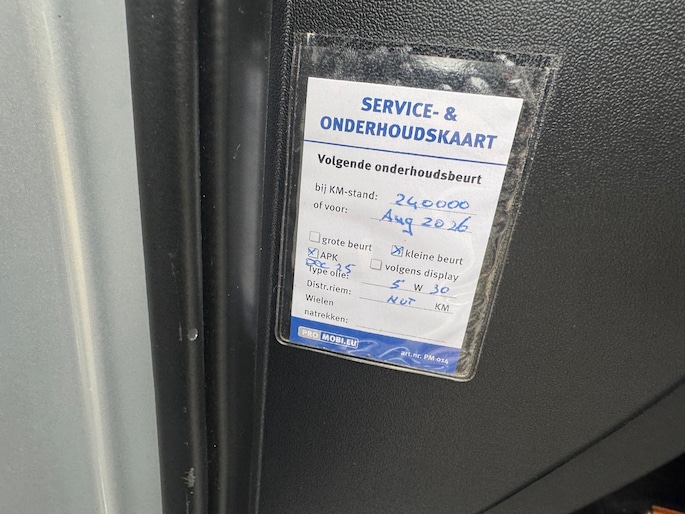 SERVICE- &
ONDERHOUDSKAART
Volgende onderhoudsbeurt
bij KM-stand: 240000
of voor: Aug 2026
grote beurt kleine beurt
APK volgens display
25
Type olie: 5 W 30
Distr.riem: NVT KM
Wielen
natrekken:
PRO MOBI.EU art.nr. PM 014